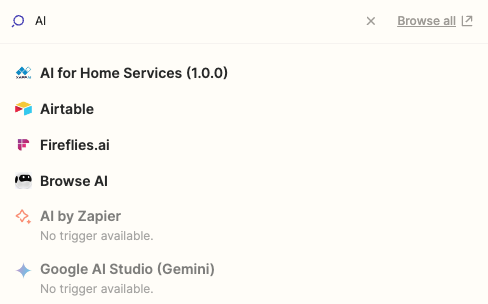 AI
Browse all
AI for Home Services (1.0.0)
Airtable
Fireflies.ai
Browse AI
AI by Zapier
No trigger available.
Google AI Studio (Gemini)
No trigger available.